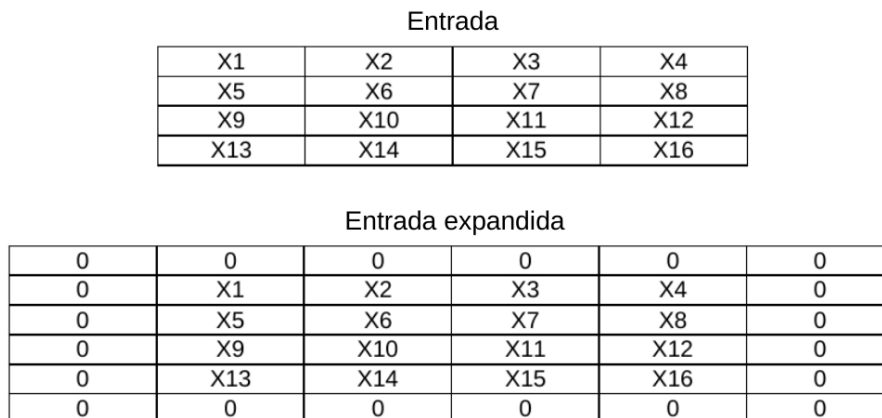 Entrada
X1 X2 X3 X4
X5 X6 X7 X8
X9 X10 X11 X12
X13 X14 X15 X16
Entrada expandida
0 0 0 0 0 0
0 X1 X2 X3 X4 0
0 X5 X6 X7 X8 0
0 X9 X10 X11 X12 0
0 X13 X14 X15 X16 0
0 0 0 0 0 0